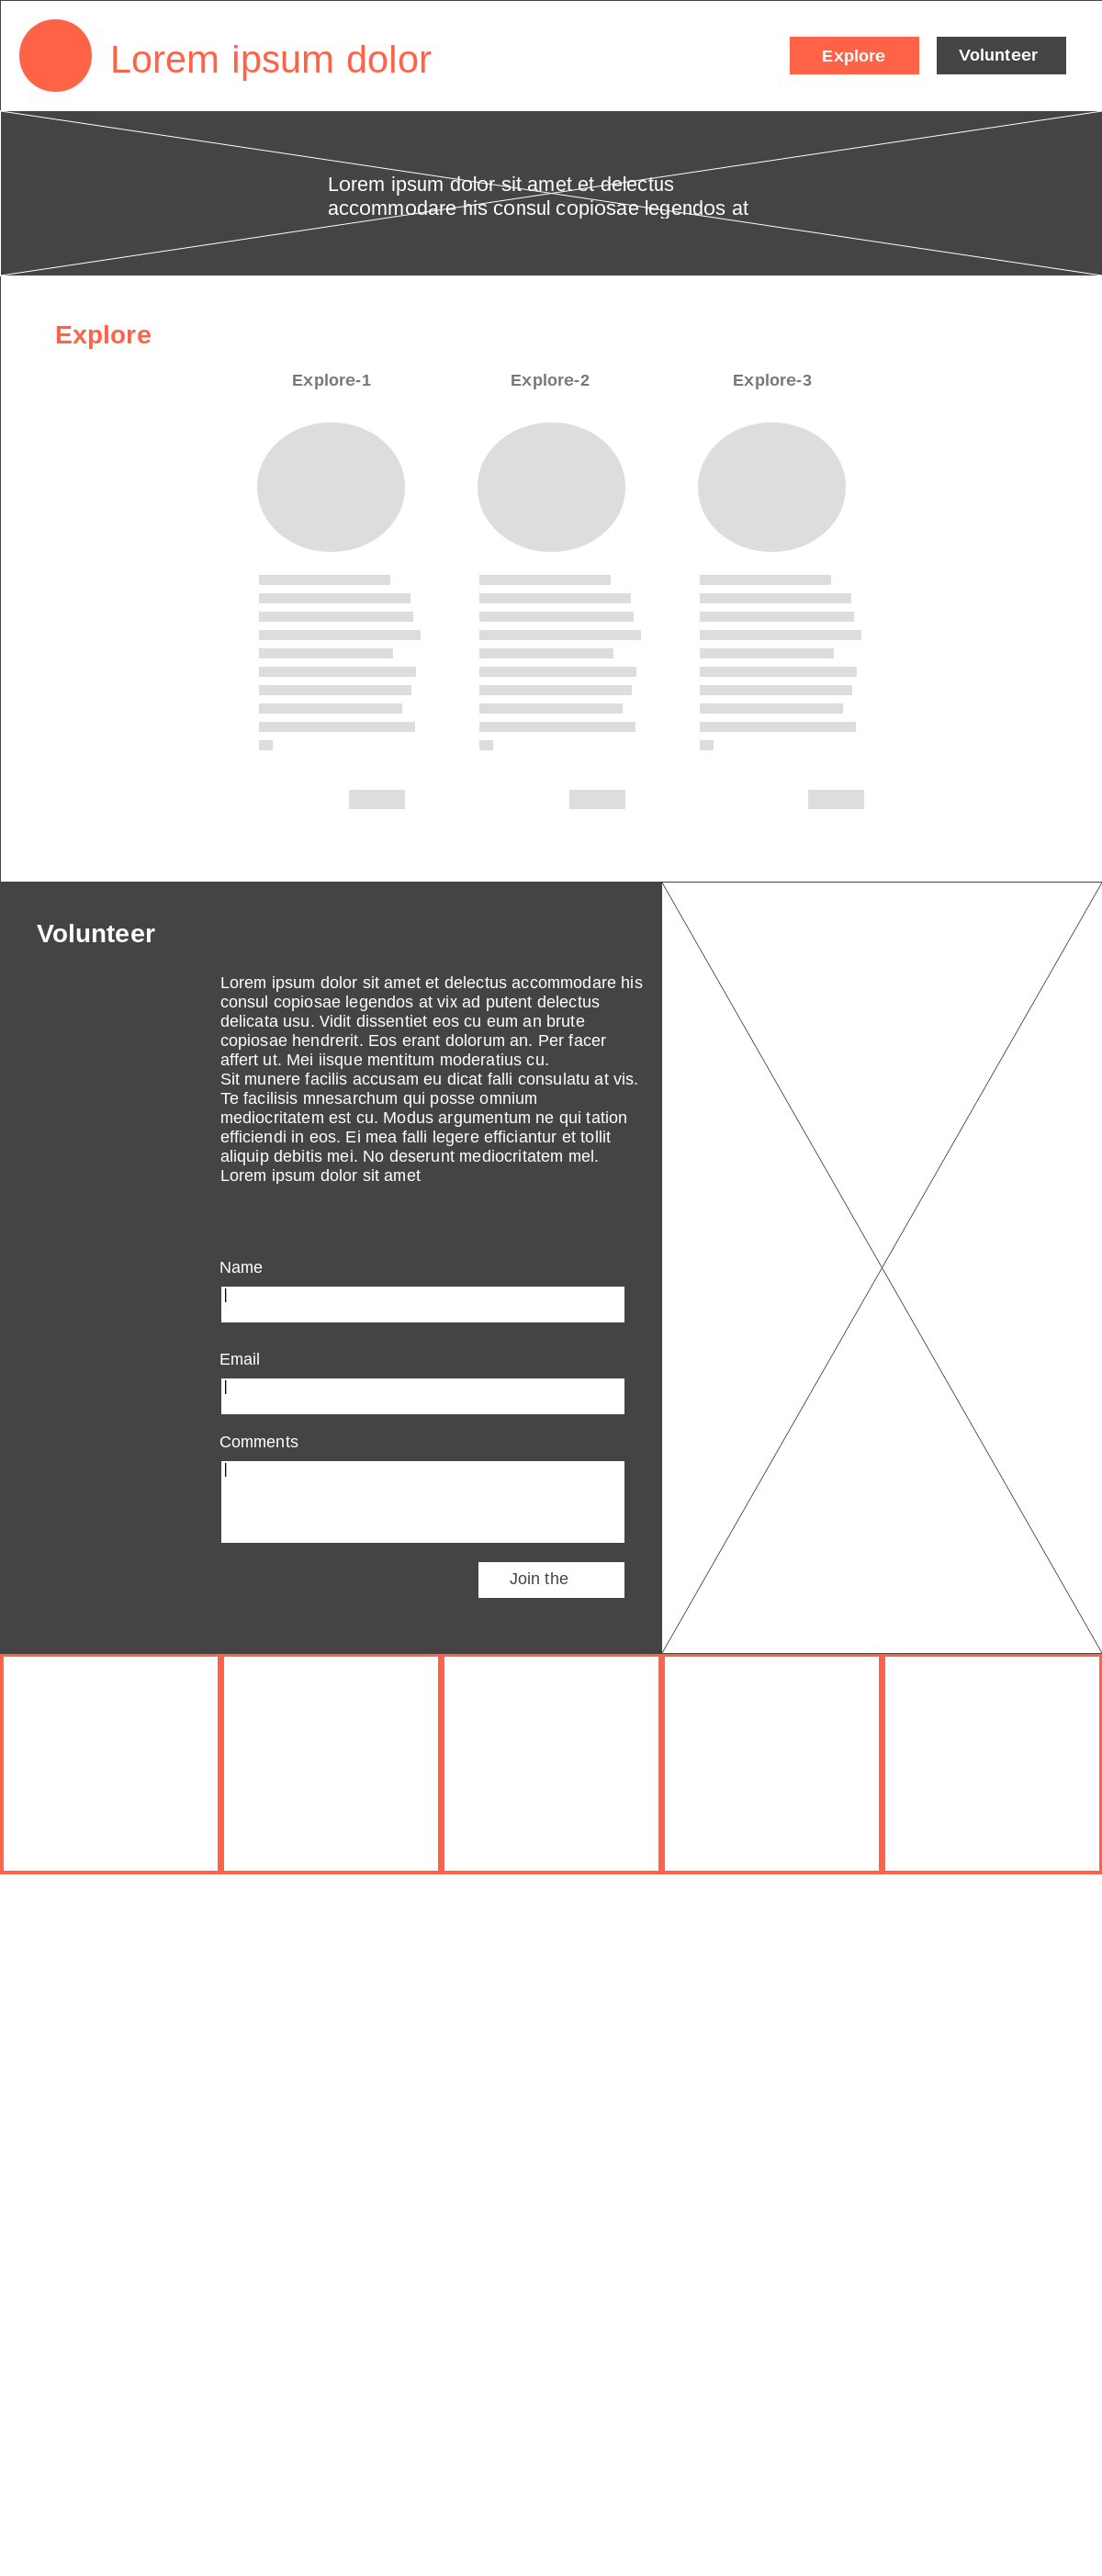 Lorem ipsum dolor
Explore
Volunteer
Lorem ipsum dolor sit amet et delectus
accommodare his consul copiosae legendos at
Explore
Explore-1
Explore-2
Explore-3
Volunteer
Lorem ipsum dolor sit amet et delectus accommodare his
consul copiosae legendos at vix ad putent delectus
delicata usu. Vidit dissentiet eos cu eum an brute
copiosae hendrerit. Eos erant dolorum an. Per facer
affert ut. Mei iisque mentitum moderatius cu.
Sit munere facilis accusam eu dicat falli consulatu at vis.
Te facilisis mnesarchum qui posse omnium
mediocritatem est cu. Modus argumentum ne qui tation
efficiendi in eos. Ei mea falli legere efficiantur et tollit
aliquip debitis mei. No deserunt mediocritatem mel.
Lorem ipsum dolor sit amet
Name
Email
Comments
Join the